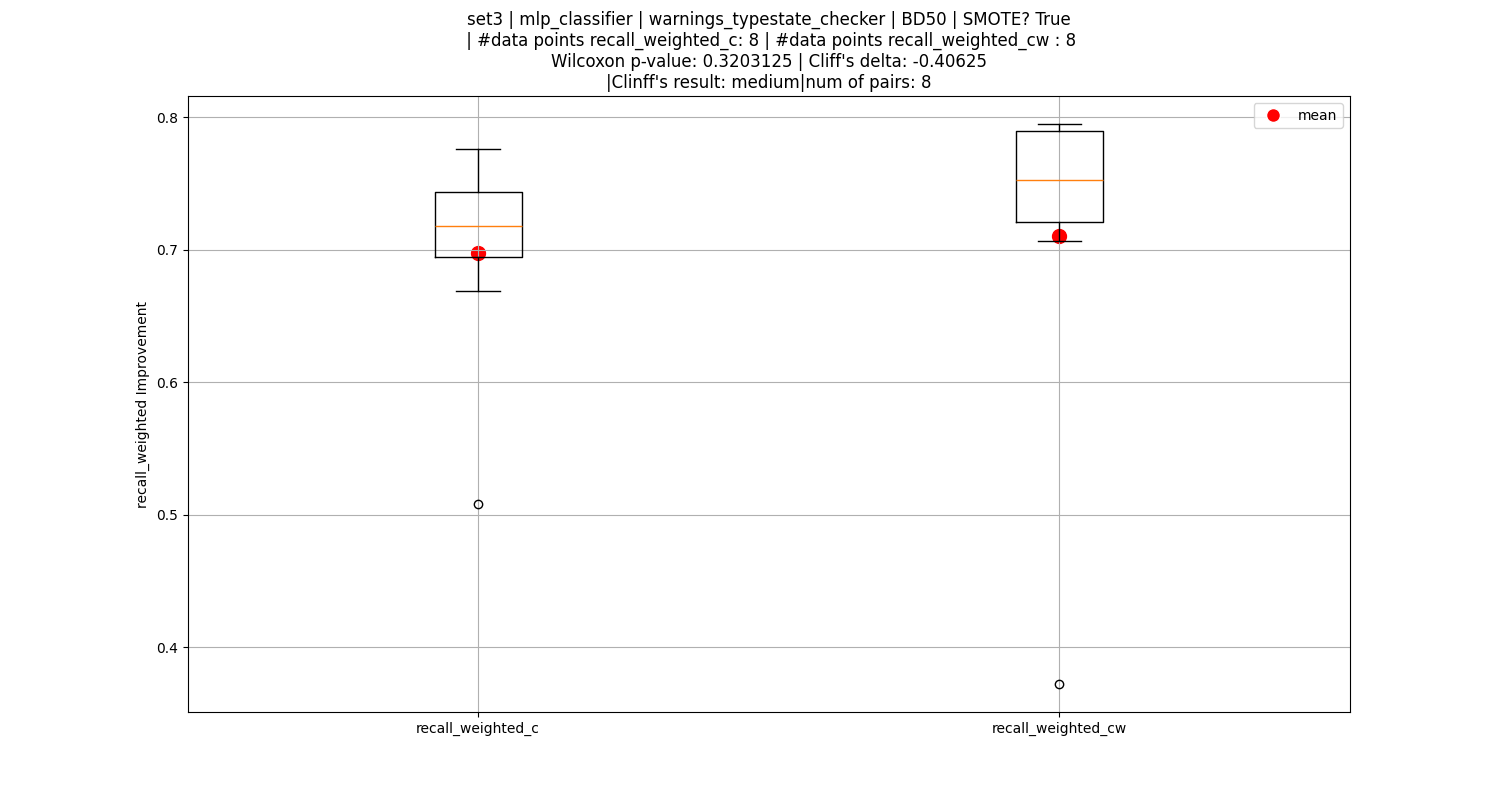 set3 | mlp_classifier | warnings_typestate_checker | BD50 | SMOTE? True
| #data points recall_weighted_c: 8 | #data points recall_weighted_cw : 8
Wilcoxon p-value: 0.3203125 | Cliff's delta: -0.40625
|Clinff's result: medium|num of pairs: 8
mean
0.8
0.7
0.6
0.5
0.4
recall_weighted Improvement
recall_weighted_c
recall_weighted_cw